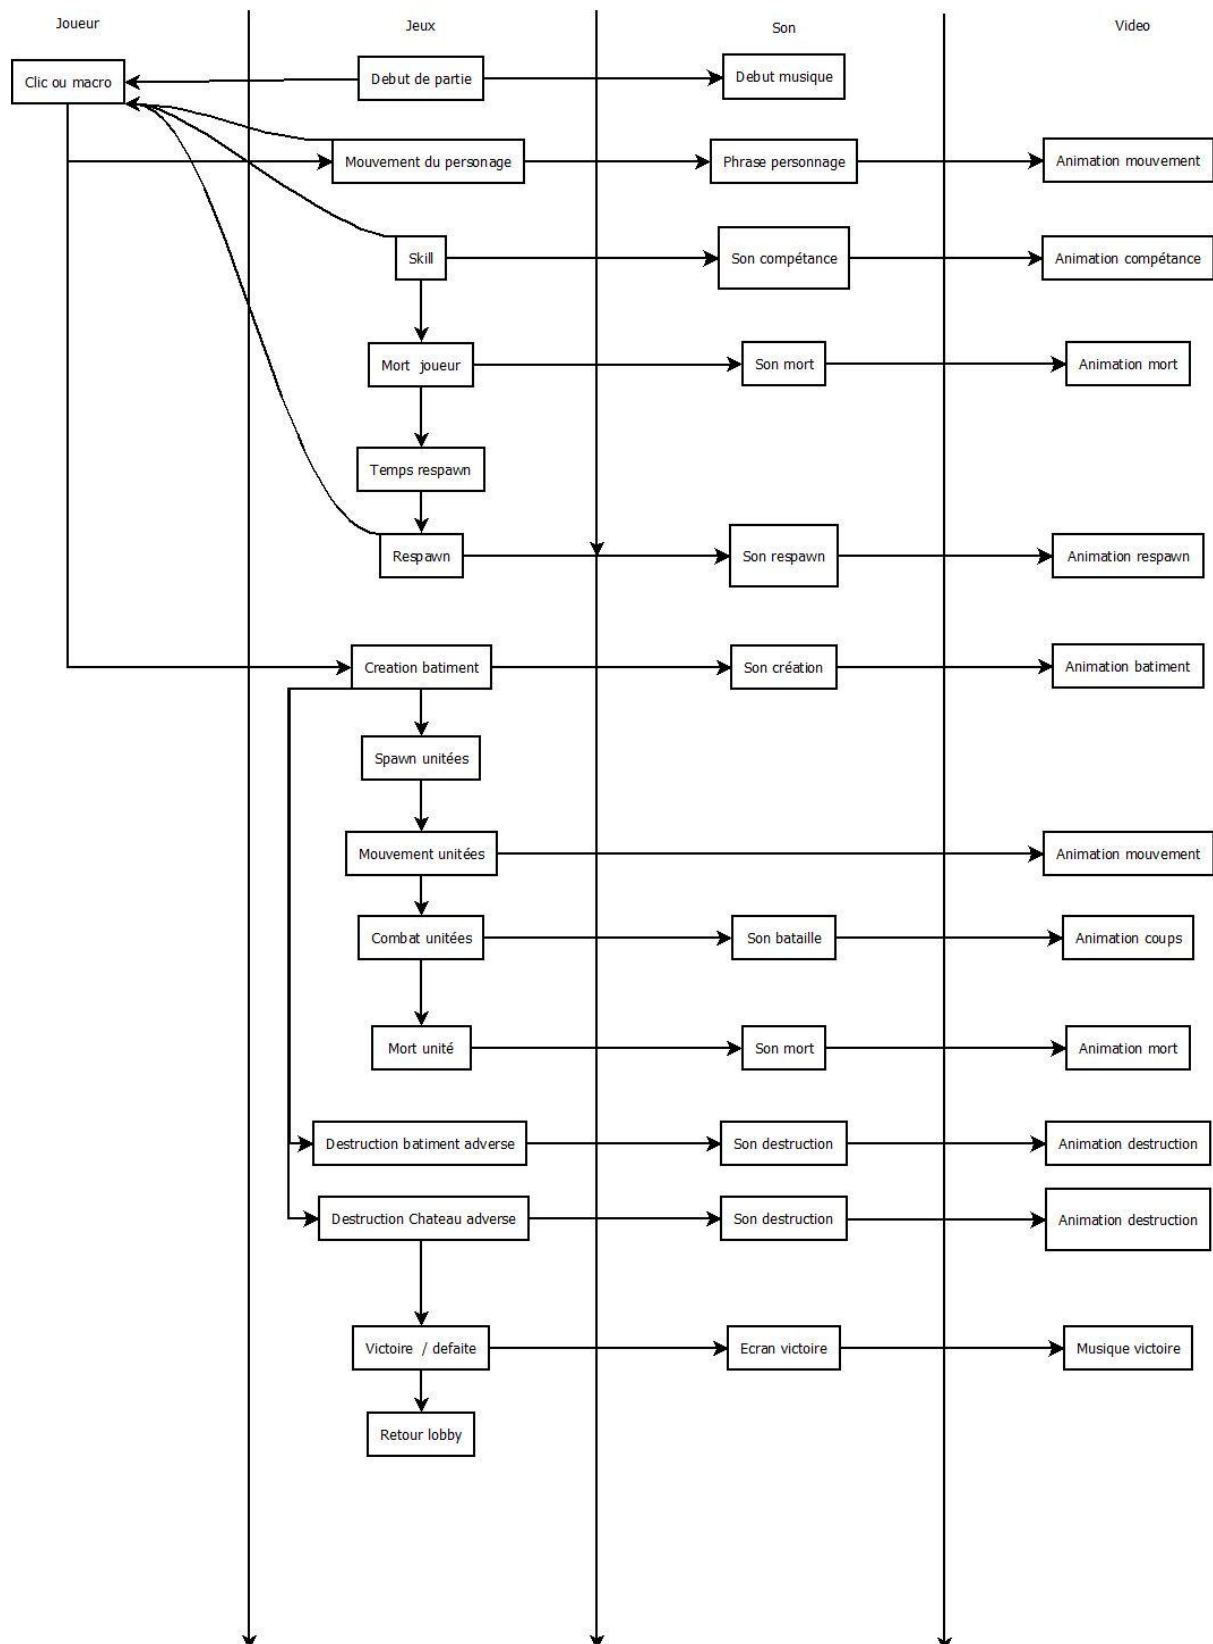 Joueur
Jeux
Son
Video
Clic ou macro
Debut de partie
Debut musique
Mouvement du personage
Phrase personnage
Animation mouvement
Skill
Son compétance
Animation compétance
Mort joueur
Son mort
Animation mort
Temps respawn
Respawn
Son respawn
Animation respawn
Creation batiment
Son création
Animation batiment
Spawn unitées
Mouvement unitées
Animation mouvement
Combat unitées
Son bataille
Animation coups
Mort unité
Son mort
Animation mort
Destruction batiment adverse
Son destruction
Animation destruction
Destruction Chateau adverse
Son destruction
Animation destruction
Victoire / defaite
Ecran victoire
Musique victoire
Retour lobby